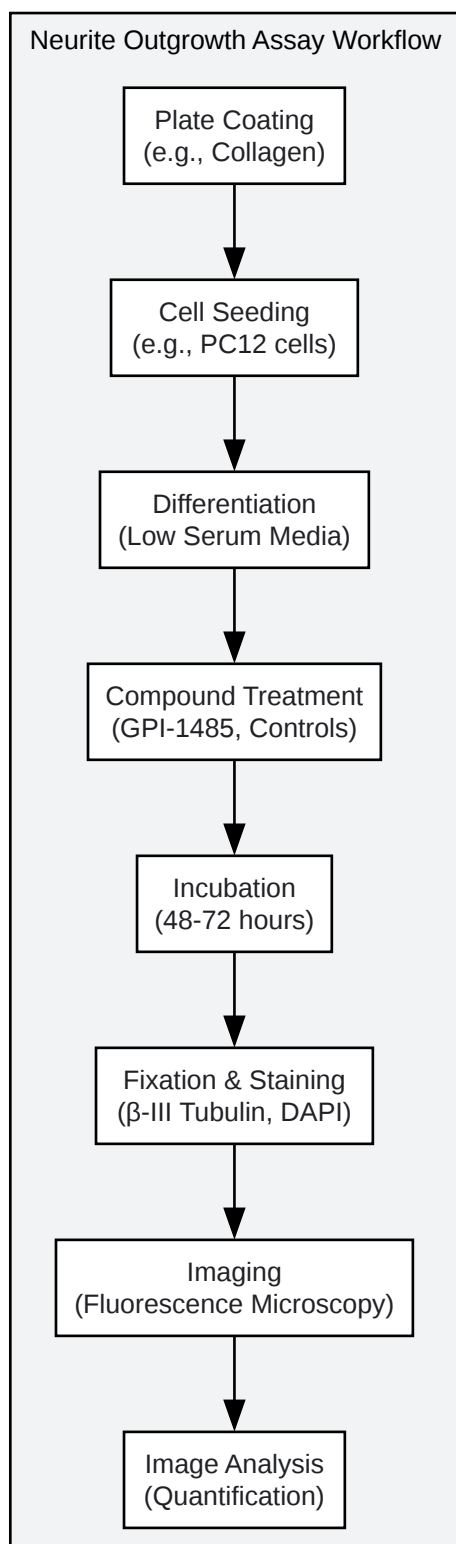 Neurite Outgrowth Assay Workflow
Plate Coating
(e.g., Collagen)
Cell Seeding
(e.g., PC12 cells)
Differentiation
(Low Serum Media)
Compound Treatment
(GPI-1485, Controls)
Incubation
(48-72 hours)
Fixation & Staining
(β-III Tubulin, DAPI)
Imaging
(Fluorescence Microscopy)
Image Analysis
(Quantification)